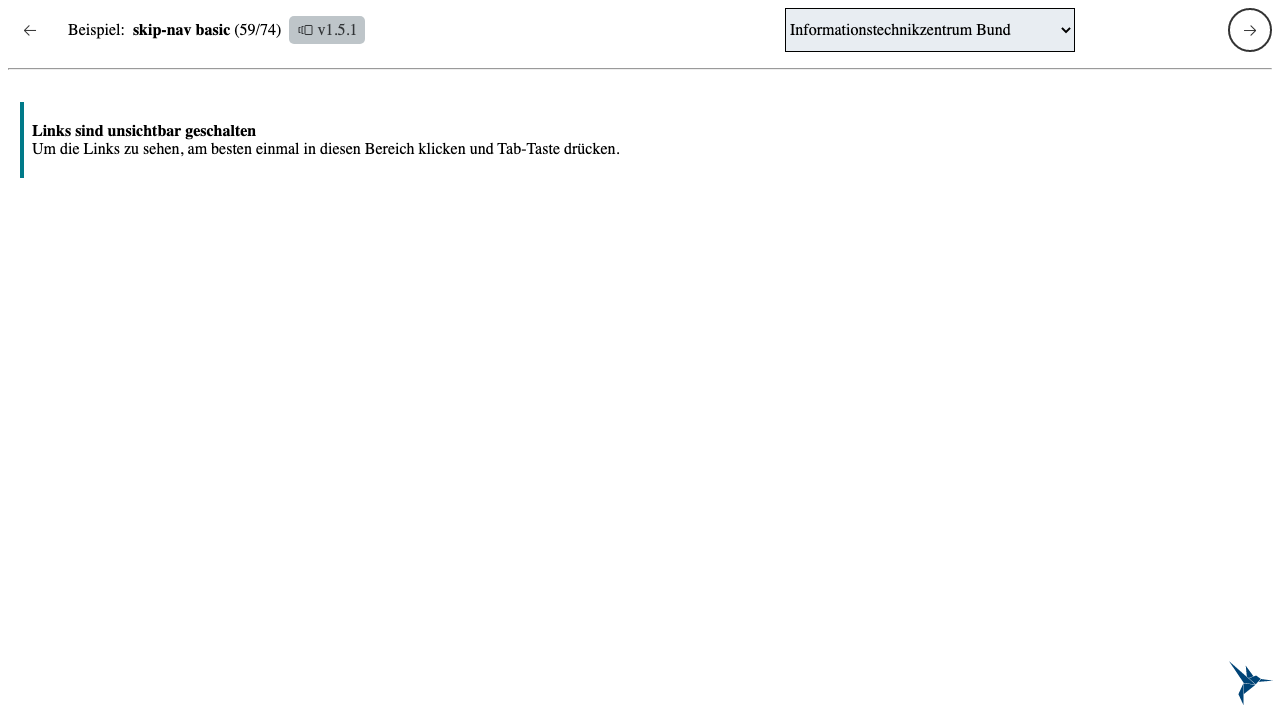 Beispiel: skip-nav basic (59/74) v1.5.1 Informationstechnikzentrum Bund
Links sind unsichtbar geschalten
Um die Links zu sehen, am besten einmal in diesen Bereich klicken und Tab-Taste drücken.